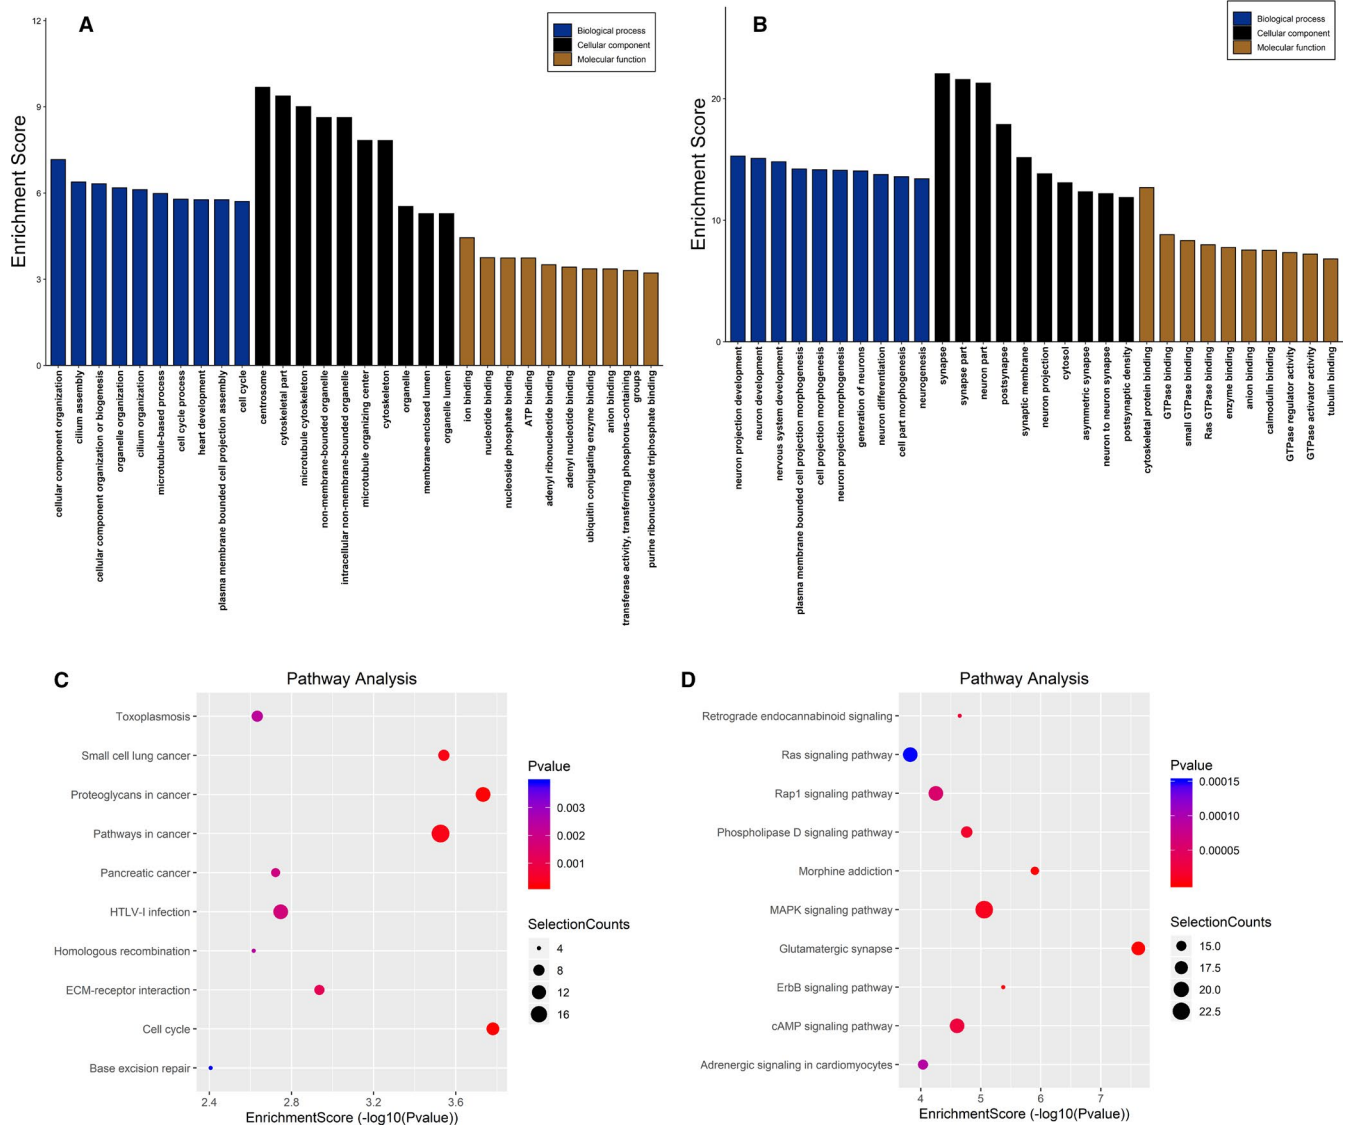 A
Biological process
Cellular component
Molecular function
Enrichment Score
12
9
6
3
0
cellular component organization
cilium assembly
cellular component organization or biogenesis
organelle organization
cilium organization
microtubule-based process
cell cycle process
heart development
plasma membrane bounded cell projection assembly
cell cycle
centrosome
cytoskeletal part
microtubule cytoskeleton
non-membrane-bounded organelle
intracellular non-membrane-bounded organelle
microtubule organizing center
cytoskeleton
organelle
membrane-enclosed lumen
organelle lumen
ion binding
nucleotide binding
nucleoside phosphate binding
ATP binding
adenyl ribonucleotide binding
adenyl nucleotide binding
ubiquitin conjugating enzyme binding
anion binding
transferase activity, transferring phosphorus-containing
groups
purine ribonucleoside triphosphate binding
B
Biological process
Cellular component
Molecular function
Enrichment Score
20
10
0
neuron projection development
neuron development
nervous system development
plasma membrane bounded cell projection morphogenesis
cell projection morphogenesis
neuron projection morphogenesis
generation of neurons
neuron differentiation
cell part morphogenesis
neurogenesis
synapse
synapse part
neuron part
postsynapse
synaptic membrane
neuron projection
cytosol
asymmetric synapse
neuron to neuron synapse
postsynaptic density
cytoskeletal protein binding
GTPase binding
small GTPase binding
Ras GTPase binding
enzyme binding
anion binding
calmodulin binding
GTPase regulator activity
GTPase activator activity
tubulin binding
C
Pathway Analysis
Toxoplasmosis
Small cell lung cancer
Proteoglycans in cancer
Pathways in cancer
Pancreatic cancer
HTLV-I infection
Homologous recombination
ECM-receptor interaction
Cell cycle
Base excision repair
2.4 2.8 3.2 3.6
EnrichmentScore (-log10(Pvalue))
Pvalue
0.003
0.002
0.001
SelectionCounts
4
8
12
16
D
Pathway Analysis
Retrograde endocannabinoid signaling
Ras signaling pathway
Rap1 signaling pathway
Phospholipase D signaling pathway
Morphine addiction
MAPK signaling pathway
Glutamatergic synapse
ErbB signaling pathway
cAMP signaling pathway
Adrenergic signaling in cardiomyocytes
4 5 6 7
EnrichmentScore (-log10(Pvalue))
Pvalue
0.00015
0.00010
0.00005
SelectionCounts
15.0
17.5
20.0
22.5